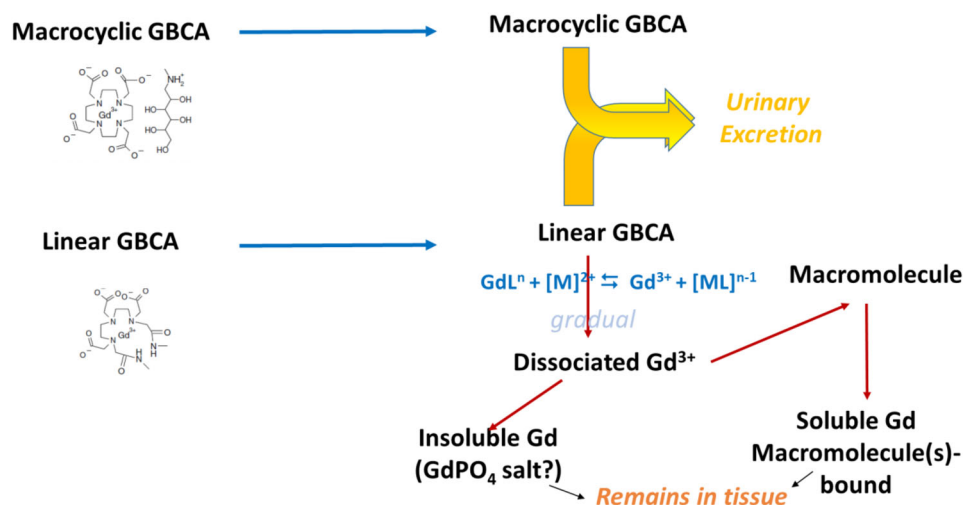 Macrocyclic GBCA
Macrocyclic GBCA
Urinary
Excretion
Linear GBCA
Linear GBCA
GdLⁿ + [M]²⁺ ⇆ Gd³⁺ + [ML]ⁿ⁻¹
gradual
Macromolecule
Dissociated Gd³⁺
Insoluble Gd
(GdPO₄ salt?)
Soluble Gd
Macromolecule(s)-
bound
Remains in tissue